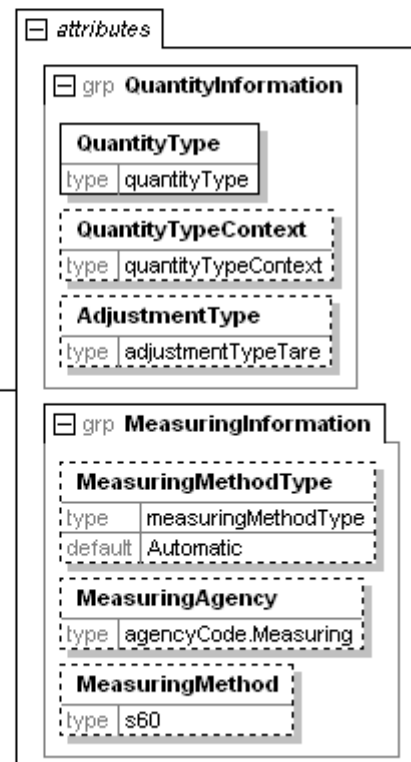 attributes
grp QuantityInformation
QuantityType
type quantityType
QuantityTypeContext
type quantityTypeContext
AdjustmentType
type adjustmentTypeTare
grp MeasuringInformation
MeasuringMethodType
type measuringMethodType
default Automatic
MeasuringAgency
type agencyCode.Measuring
MeasuringMethod
type s60